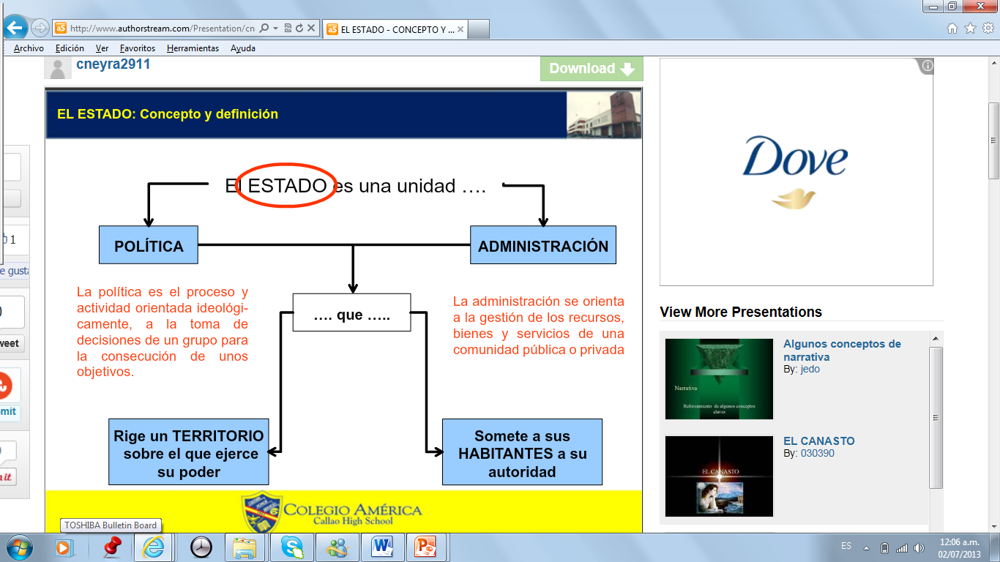 http://www.authorstream.com/Presentation/cn
EL ESTADO - CONCEPTO Y ...
Archivo Edición Ver Favoritos Herramientas Ayuda
cneyra2911
Download
EL ESTADO: Concepto y definición
El ESTADO es una unidad ….
POLÍTICA
ADMINISTRACIÓN
La política es el proceso y
actividad orientada ideológi-
camente, a la toma de
decisiones de un grupo para
la consecución de unos
objetivos.
…. que …..
La administración se orienta
a la gestión de los recursos,
bienes y servicios de una
comunidad pública o privada
Rige un TERRITORIO
sobre el que ejerce
su poder
Somete a sus
HABITANTES a su
autoridad
COLEGIO AMÉRICA
Callao High School
1
e gusta
weet
mit
Dove
View More Presentations
Narrativa
Reforzamiento de algunos conceptos
claves
Algunos conceptos de
narrativa
By: jedo
EL CANASTO
EL CANASTO
By: 030390
TOSHIBA Bulletin Board
ES
12:06 a.m.
02/07/2013